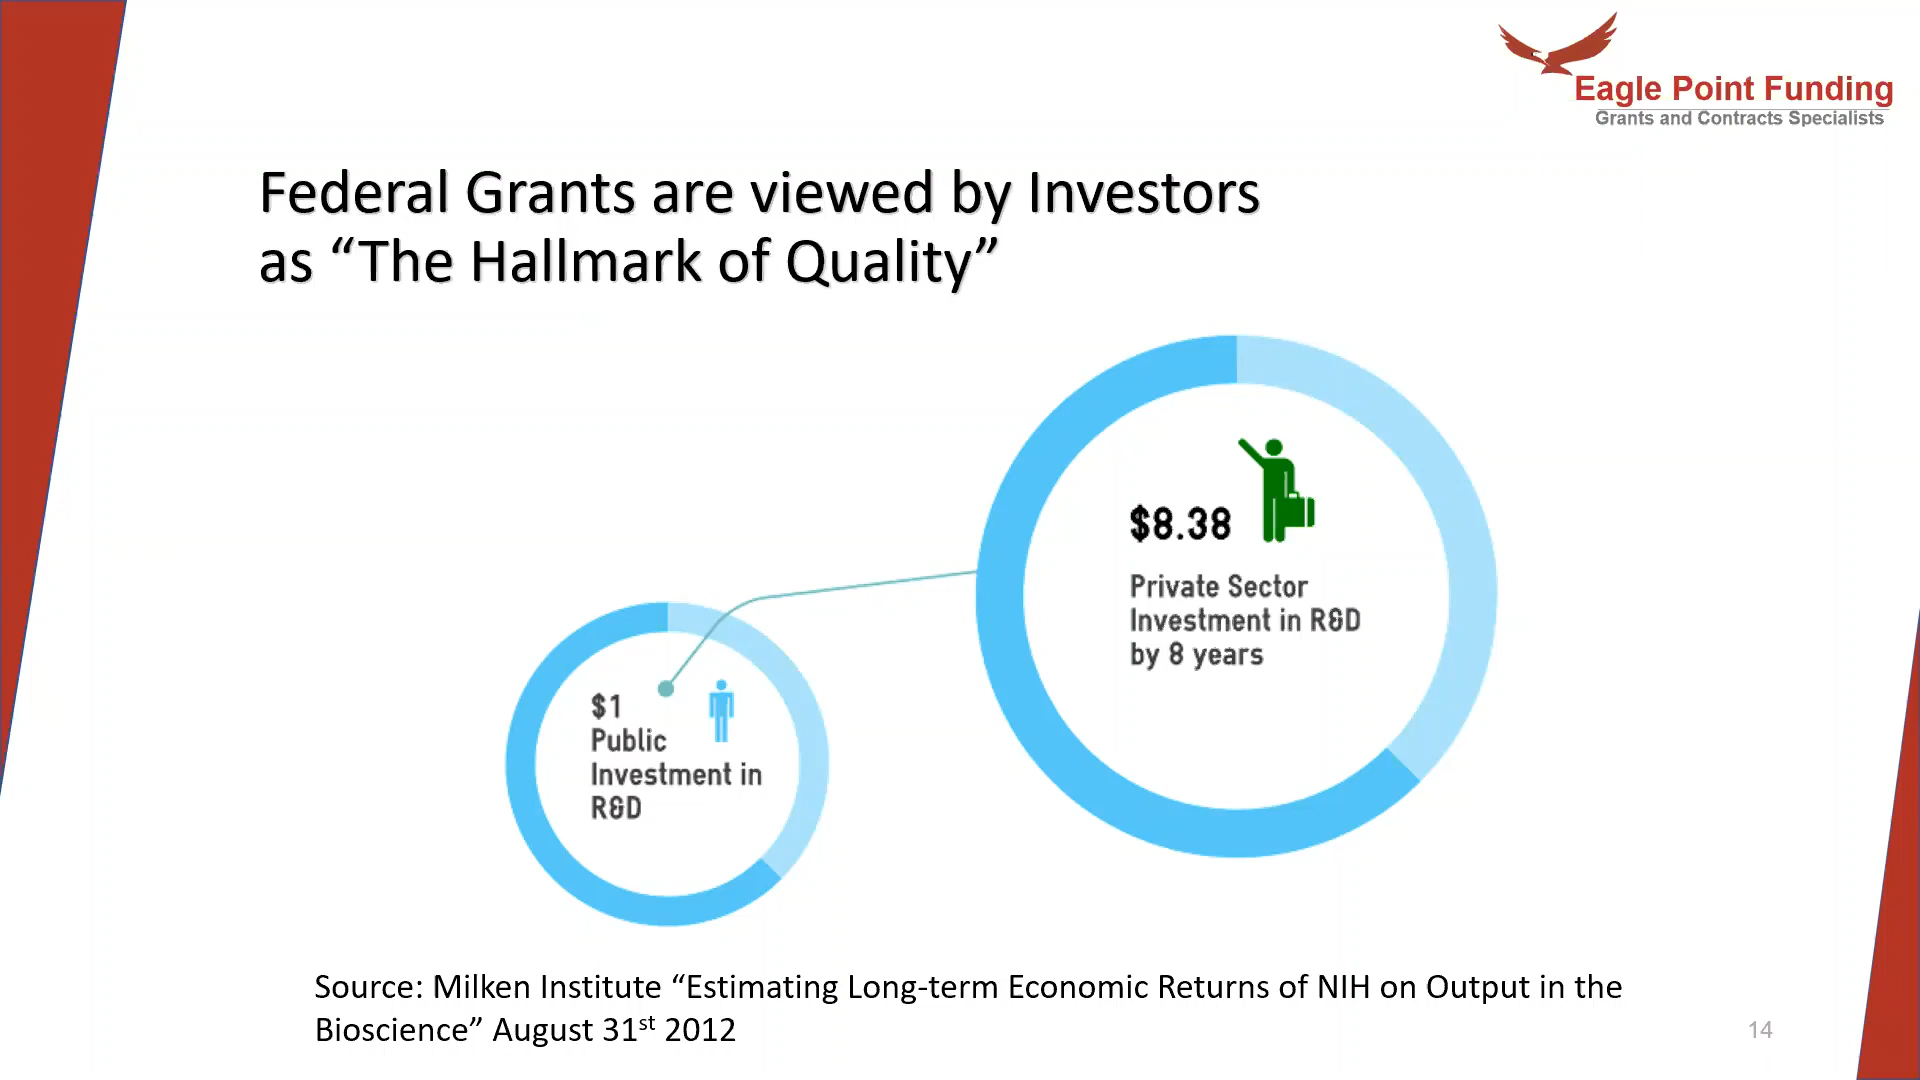 Eagle Point Funding
Grants and Contracts Specialists
Federal Grants are viewed by Investors
as “The Hallmark of Quality”
$8.38
Private Sector
Investment in R&D
by 8 years
$1
Public
Investment in
R&D
Source: Milken Institute “Estimating Long-term Economic Returns of NIH on Output in the
Bioscience” August 31st 2012
14